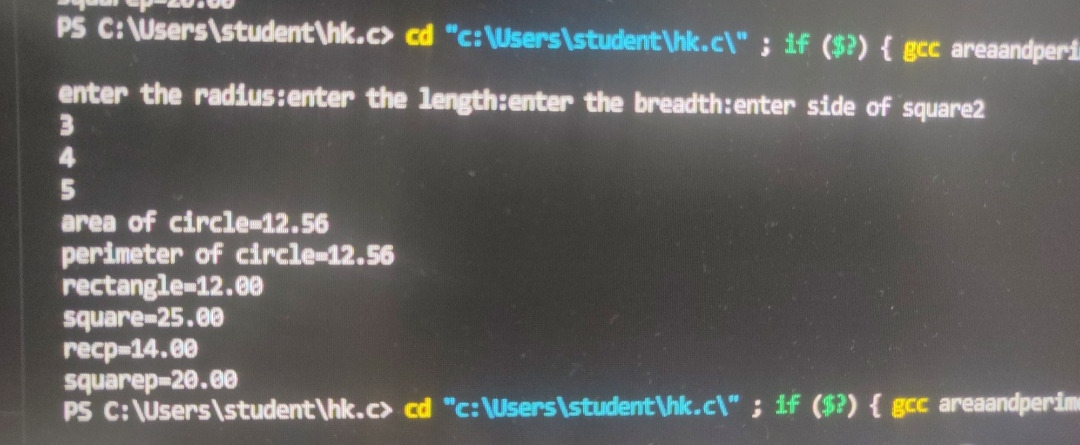 PS C:\Users\student\hk.c> cd "c:\Users\student\hk.c\" ; if ($?) { gcc areaandperi
enter the radius:enter the length:enter the breadth:enter side of square2
3
4
5
area of circle=12.56
perimeter of circle=12.56
rectangle=12.00
square=25.00
recp=14.00
squarep=20.00
PS C:\Users\student\hk.c> cd "c:\Users\student\hk.c\" ; if ($?) { gcc areaandperim